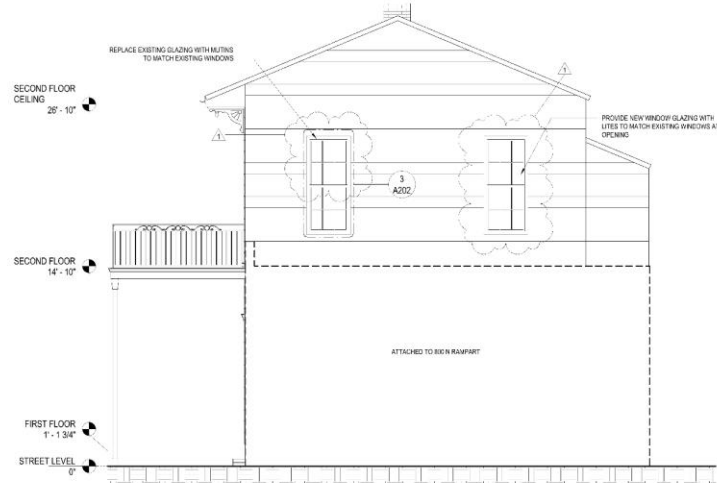 REPLACE EXISTING GLAZING WITH MUTINS
TO MATCH EXISTING WINDOWS
1
SECOND FLOOR
CEILING
26' - 10"
PROVIDE NEW WINDOW GLAZING WITH
LITES TO MATCH EXISTING WINDOWS AT
OPENING
1
3
A202
SECOND FLOOR
14' - 10"
ATTACHED TO 800 N RAMPART
FIRST FLOOR
1' - 1 3/4"
STREET LEVEL
0"